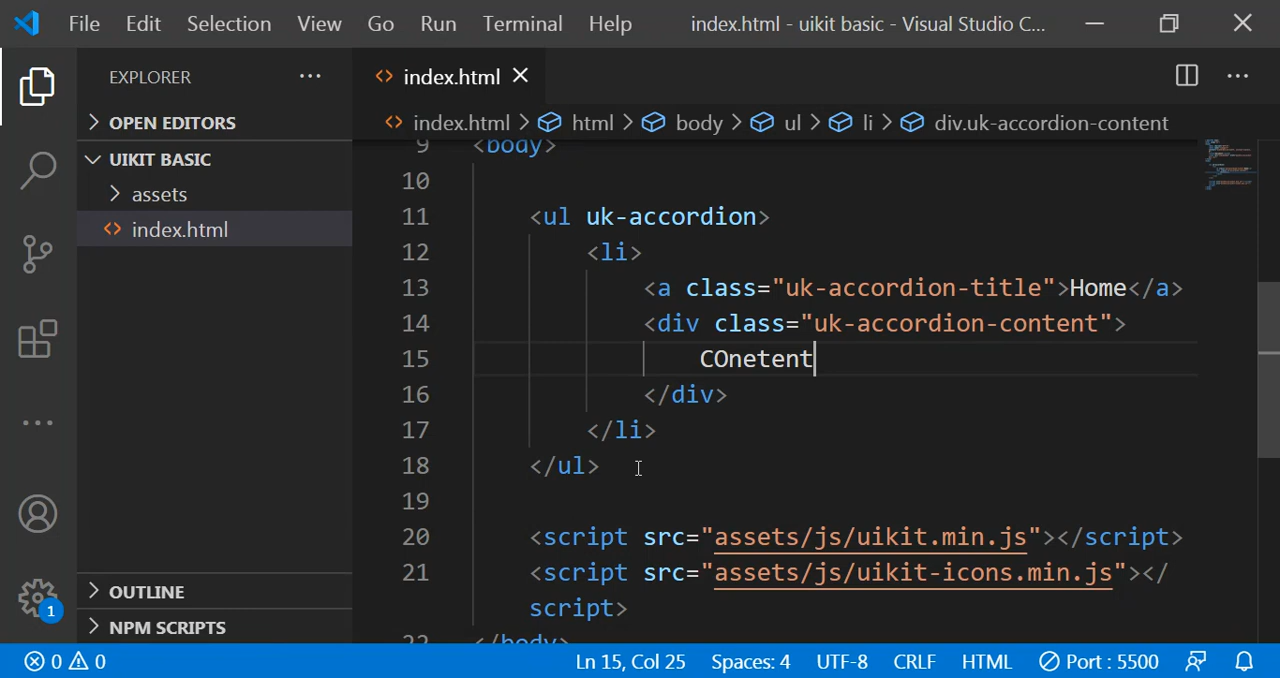 File Edit Selection View Go Run Terminal Help index.html - uikit basic - Visual Studio C...
EXPLORER ···
index.html
OPEN EDITORS
index.html > html > body > ul > li > div.uk-accordion-content
UIKIT BASIC
assets
index.html
OUTLINE
NPM SCRIPTS
9 <body>
10
11 <ul uk-accordion>
12 <li>
13 <a class="uk-accordion-title">Home</a>
14 <div class="uk-accordion-content">
15 COnetent
16 </div>
17 </li>
18 </ul>
19
20 <script src="assets/js/uikit.min.js"></script>
21 <script src="assets/js/uikit-icons.min.js"></
script>
22 </body>
1
0 0 Ln 15, Col 25 Spaces: 4 UTF-8 CRLF HTML Port : 5500